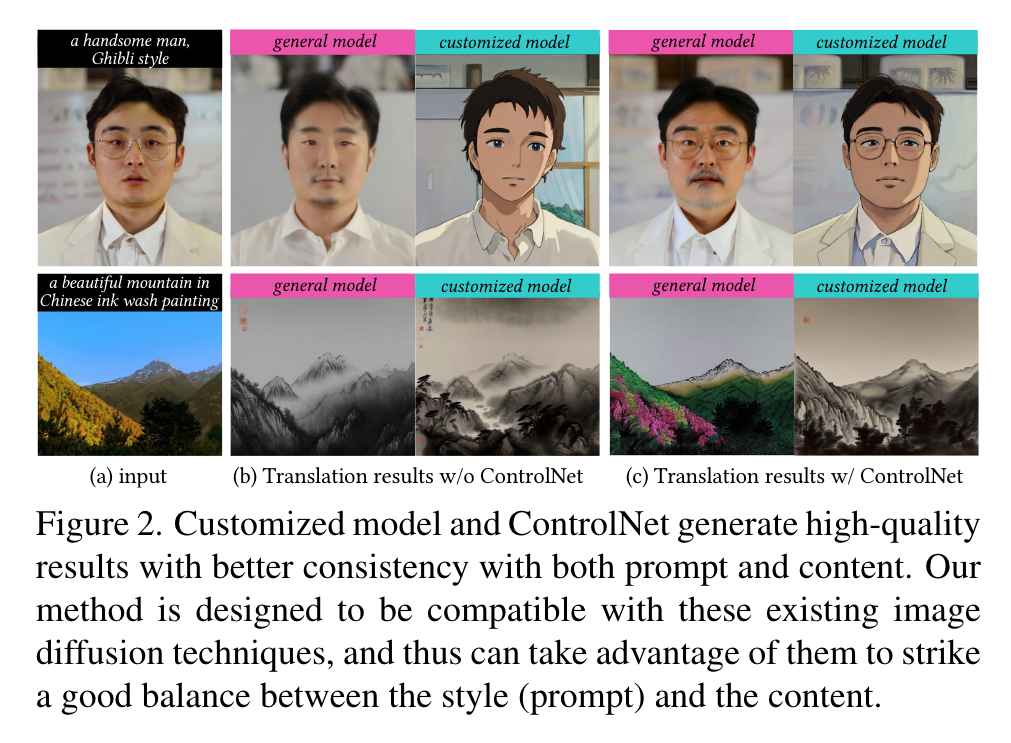 a handsome man,
Ghibli style
general model
customized model
general model
customized model
a beautiful mountain in
Chinese ink wash painting
general model
customized model
general model
customized model
(a) input
(b) Translation results w/o ControlNet
(c) Translation results w/ ControlNet
Figure 2. Customized model and ControlNet generate high-quality
results with better consistency with both prompt and content. Our
method is designed to be compatible with these existing image
diffusion techniques, and thus can take advantage of them to strike
a good balance between the style (prompt) and the content.